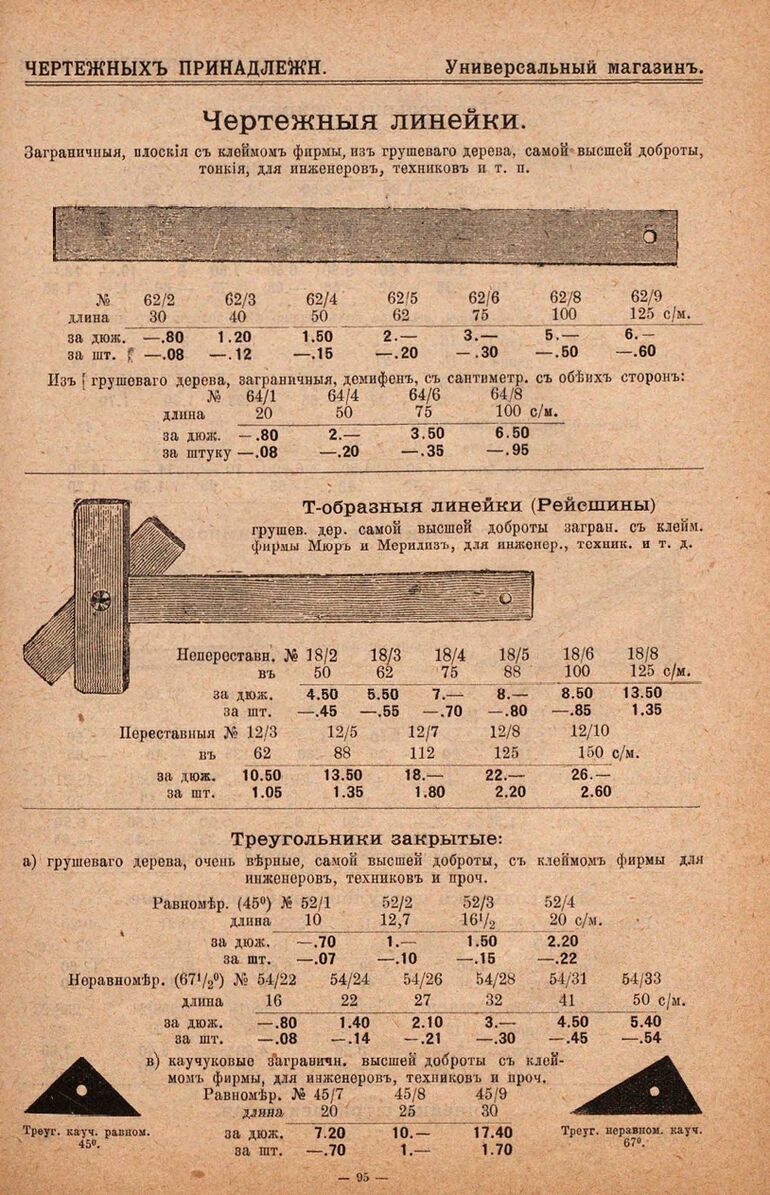 ЧЕРТЕЖНЫХЪ ПРИНАДЛЕЖН. Универсальный магазинъ.
Чертежныя линейки.
Заграничныя, плоскія съ клеймомъ фирмы, изъ грушеваго дерева, самой высшей доброты,
тонкія, для инженеровъ, техниковъ и т. п.
№ 62/2 62/3 62/4 62/5 62/6 62/8 62/9
длина 30 40 50 62 75 100 125 с/м.
за дюж. —.80 1.20 1.50 2.— 3.— 5.— 6.—
за шт. —.08 —.12 —.15 —.20 —.30 —.50 —.60
Изъ грушеваго дерева, заграничныя, демифенъ, съ сантиметр. съ обѣихъ сторонъ:
№ 64/1 64/4 64/6 64/8
длина 20 50 75 100 с/м.
за дюж. —.80 2.— 3.50 6.50
за штуку —.08 —.20 —.35 —.95
Т-образныя линейки (Рейсшины)
грушев. дер. самой высшей доброты загран. съ клейм.
фирмы Мюръ и Мерилизъ, для инженер., техник. и т. д.
Непереставн. № 18/2 18/3 18/4 18/5 18/6 18/8
въ 50 62 75 88 100 125 с/м.
за дюж. 4.50 5.50 7.— 8.— 8.50 13.50
за шт. —.45 —.55 —.70 —.80 —.85 1.35
Переставныя № 12/3 12/5 12/7 12/8 12/10
въ 62 88 112 125 150 с/м.
за дюж. 10.50 13.50 18.— 22.— 26.—
за шт. 1.05 1.35 1.80 2.20 2.60
Треугольники закрытые:
а) грушеваго дерева, очень вѣрные, самой высшей доброты, съ клеймомъ фирмы для
инженеровъ, техниковъ и проч.
Равномѣр. (45⁰) № 52/1 52/2 52/3 52/4
длина 10 12,7 16¹/₂ 20 с/м.
за дюж. —.70 1.— 1.50 2.20
за шт. —.07 —.10 —.15 —.22
Неравномѣр. (67¹/₂⁰) № 54/22 54/24 54/26 54/28 54/31 54/33
длина 16 22 27 32 41 50 с/м.
за дюж. —.80 1.40 2.10 3.— 4.50 5.40
за шт. —.08 —.14 —.21 —.30 —.45 —.54
в) каучуковые заграничн. высшей доброты съ клей-
момъ фирмы, для инженеровъ, техниковъ и проч.
Равномѣр. № 45/7 45/8 45/9
длина 20 25 30
за дюж. 7.20 10.— 17.40
за шт. —.70 1.— 1.70
Треуг. кауч. равном.
45⁰.
Треуг. неравном. кауч.
67⁰.
— 95 —